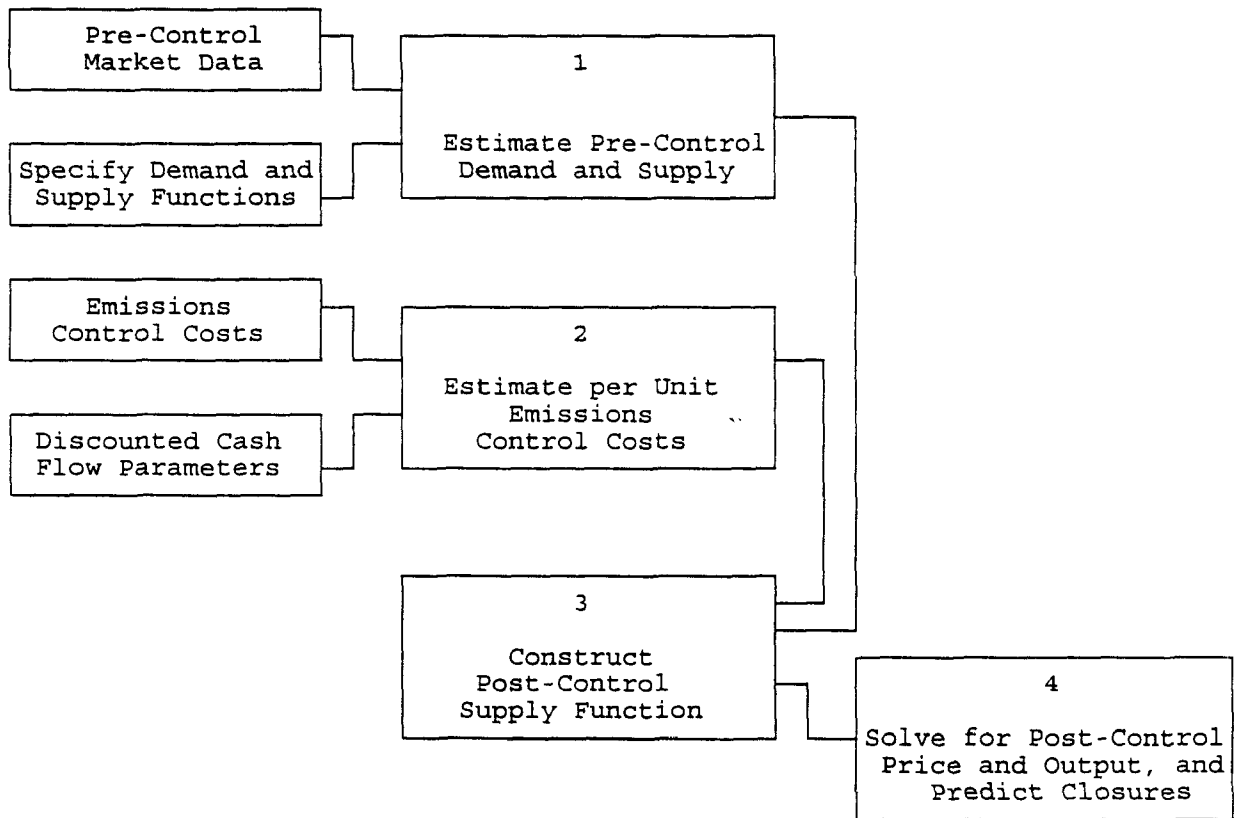 Pre-Control
Market Data
1
Estimate Pre-Control
Demand and Supply
Specify Demand and
Supply Functions
Emissions
Control Costs
2
Estimate per Unit
Emissions
Control Costs
Discounted Cash
Flow Parameters
3
Construct
Post-Control
Supply Function
4
Solve for Post-Control
Price and Output, and
Predict Closures